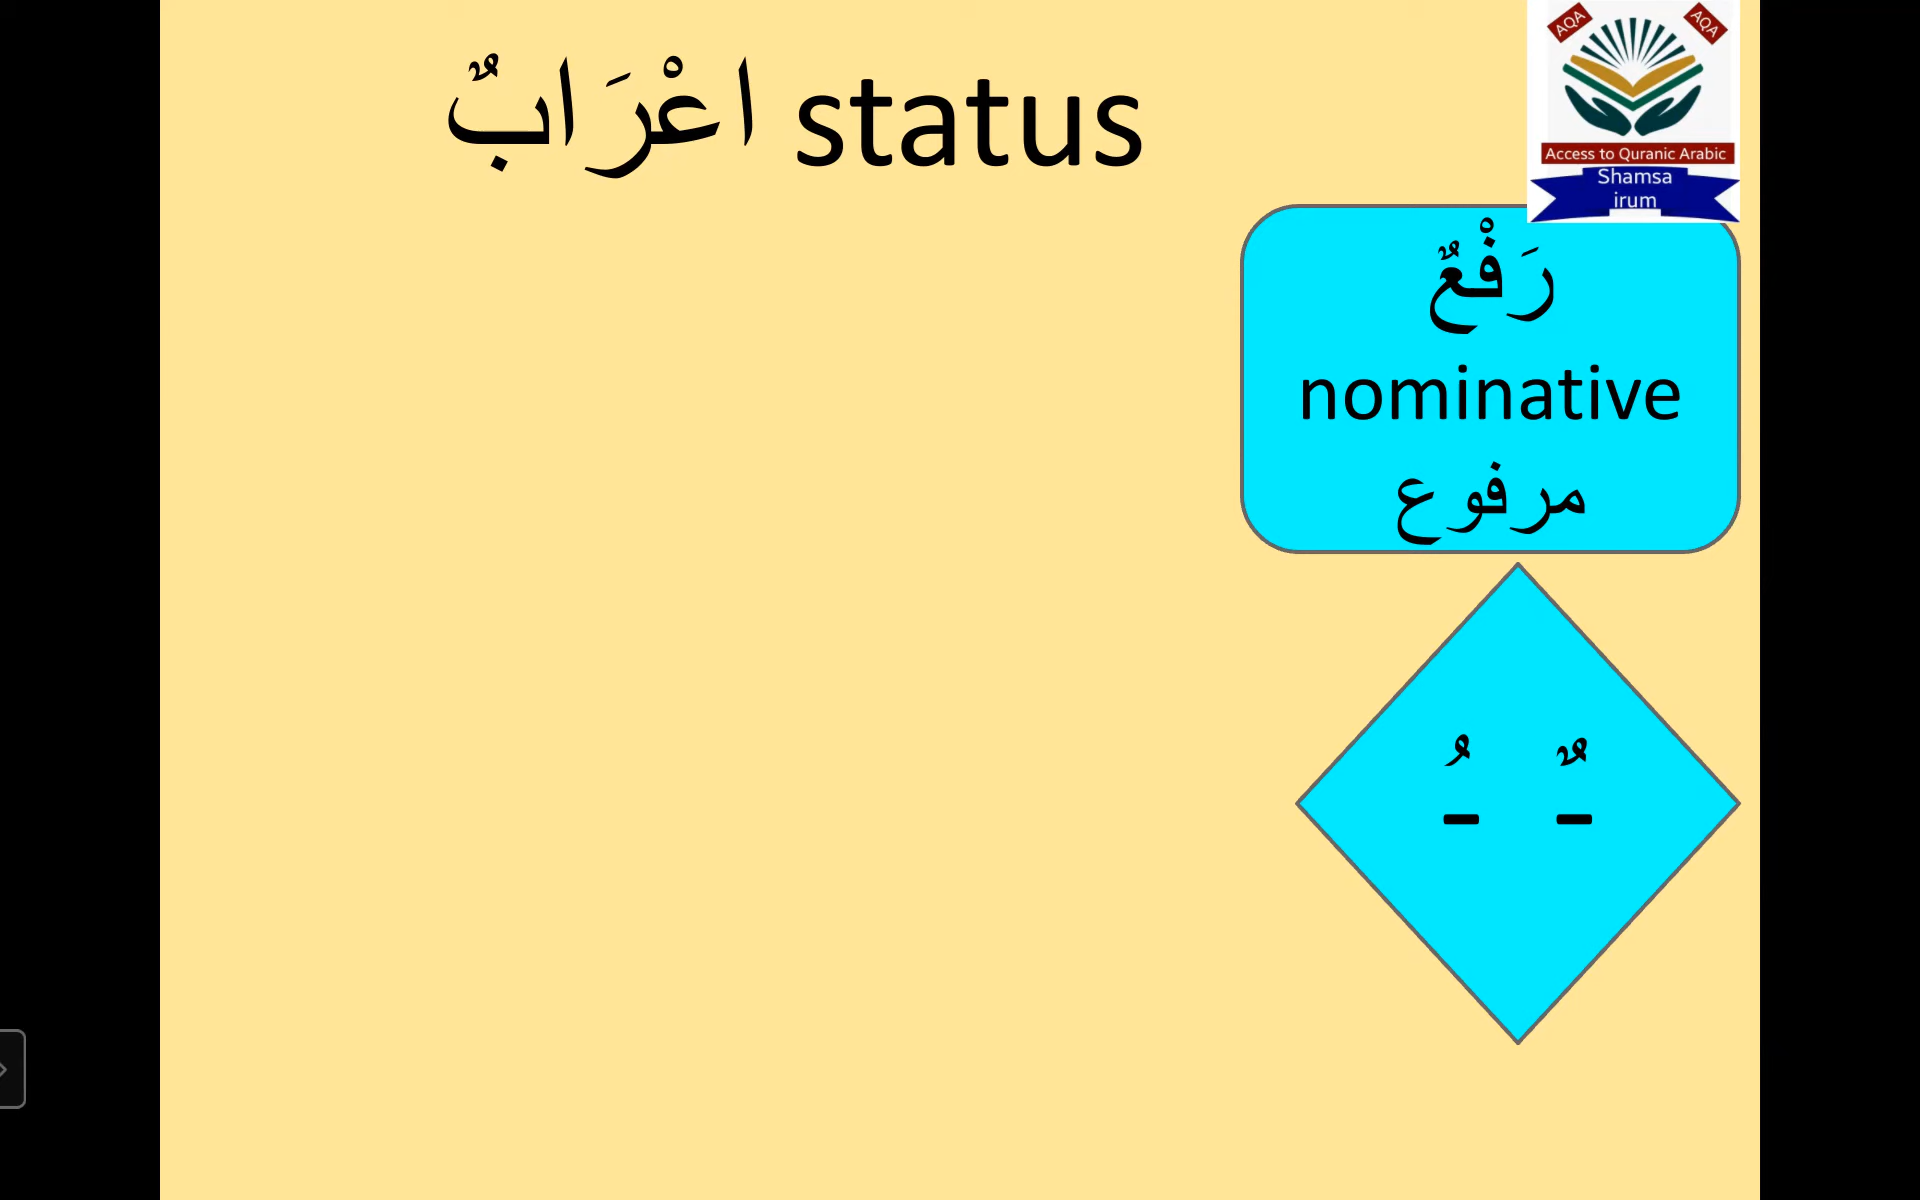 اعْرَابٌ status
AQA
AQA
Access to Quranic Arabic
Shamsa
irum
رَفْعٌ
nominative
مرفوع
ـٌ ـُ